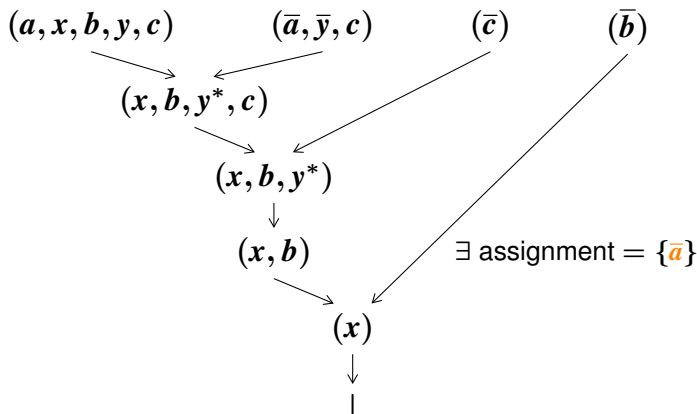 (a, x, b, y, c) (a̅, y̅, c) (c̅) (b̅)
(x, b, y*, c)
(x, b, y*)
(x, b) ∃ assignment = {a̅}
(x)